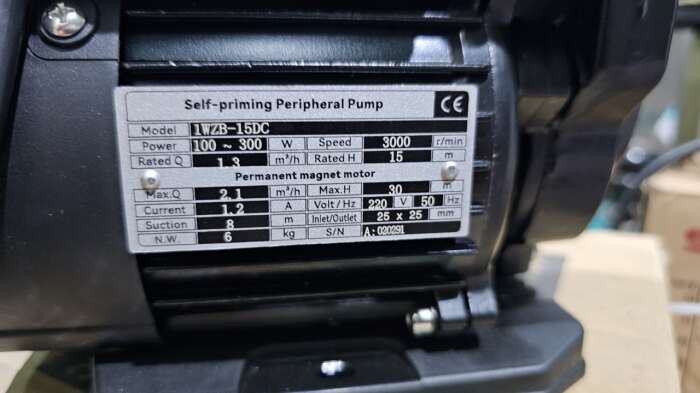 Self-priming Peripheral Pump CE
Model 1WZB-15DC
Power 100 ~ 300 W Speed 3000 r/min
Rated Q 1.3 m³/h Rated H 15 m
Permanent magnet motor
Max.Q 2.1 m³/h Max.H 30 m
Current 1.2 A Volt / Hz 220 V 50 Hz
Suction 8 m Inlet/Outlet 25 x 25 mm
N.W. 6 kg S/N A:020291